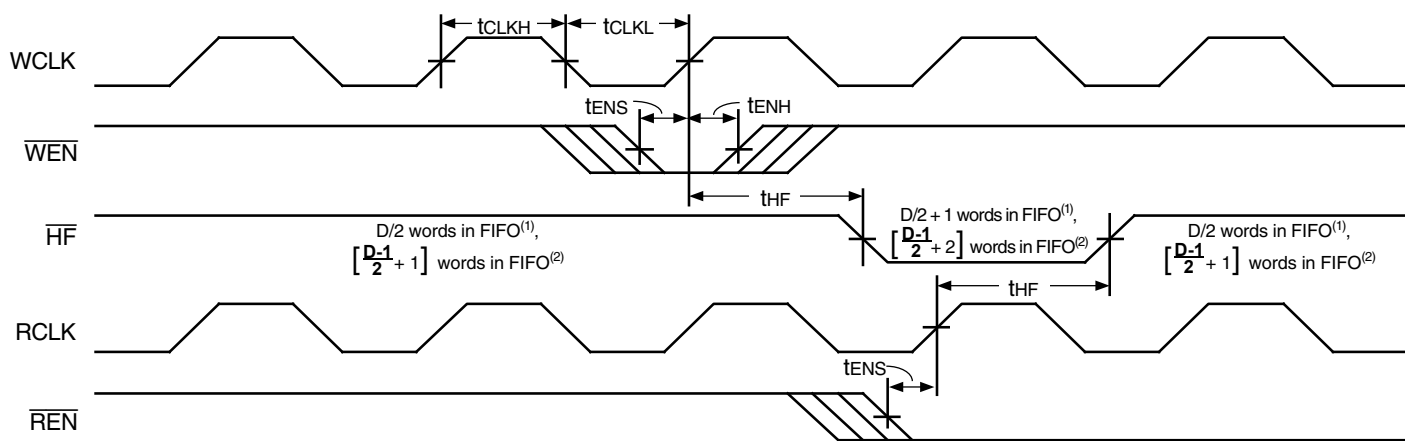 tCLKH tCLKL
WCLK
tENS tENH
WEN
tHF
HF
D/2 words in FIFO(1),
[D-1/2 + 1] words in FIFO(2)
D/2 + 1 words in FIFO(1),
[D-1/2 + 2] words in FIFO(2)
D/2 words in FIFO(1),
[D-1/2 + 1] words in FIFO(2)
tHF
RCLK
tENS
REN